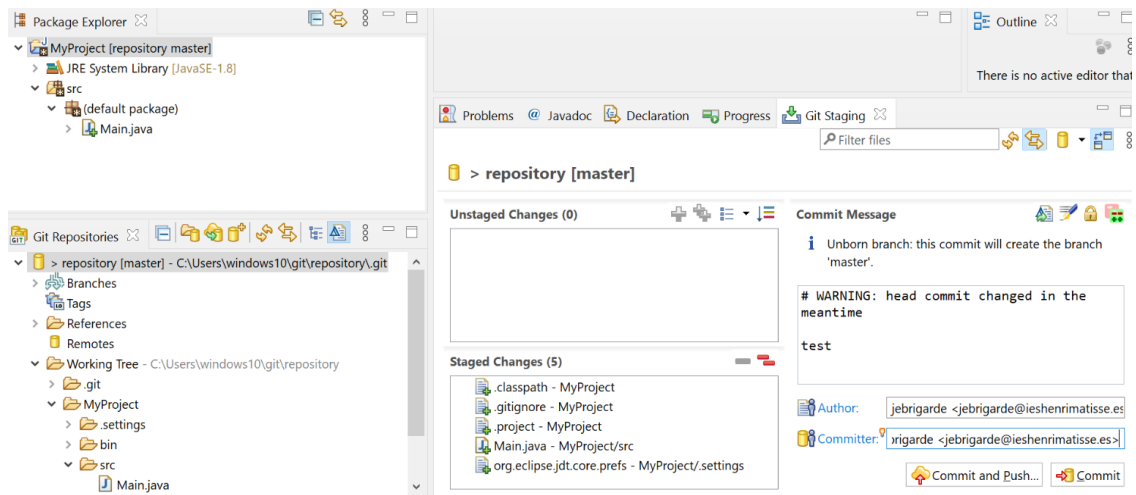 Package Explorer
MyProject [repository master]
JRE System Library [JavaSE-1.8]
src
(default package)
Main.java
Git Repositories
> repository [master] - C:\Users\windows10\git\repository\.git
Branches
Tags
References
Remotes
Working Tree - C:\Users\windows10\git\repository
.git
MyProject
.settings
bin
src
Main.java
Outline
There is no active editor that
Problems @ Javadoc Declaration Progress Git Staging
Filter files
> repository [master]
Unstaged Changes (0)
Staged Changes (5)
.classpath - MyProject
.gitignore - MyProject
.project - MyProject
Main.java - MyProject/src
org.eclipse.jdt.core.prefs - MyProject/.settings
Commit Message
Unborn branch: this commit will create the branch
'master'.
# WARNING: head commit changed in the
meantime
test
Author: jebrigarde <jebrigarde@ieshenrimatisse.es
Committer: rigarde <jebrigarde@ieshenrimatisse.es>
Commit and Push... Commit